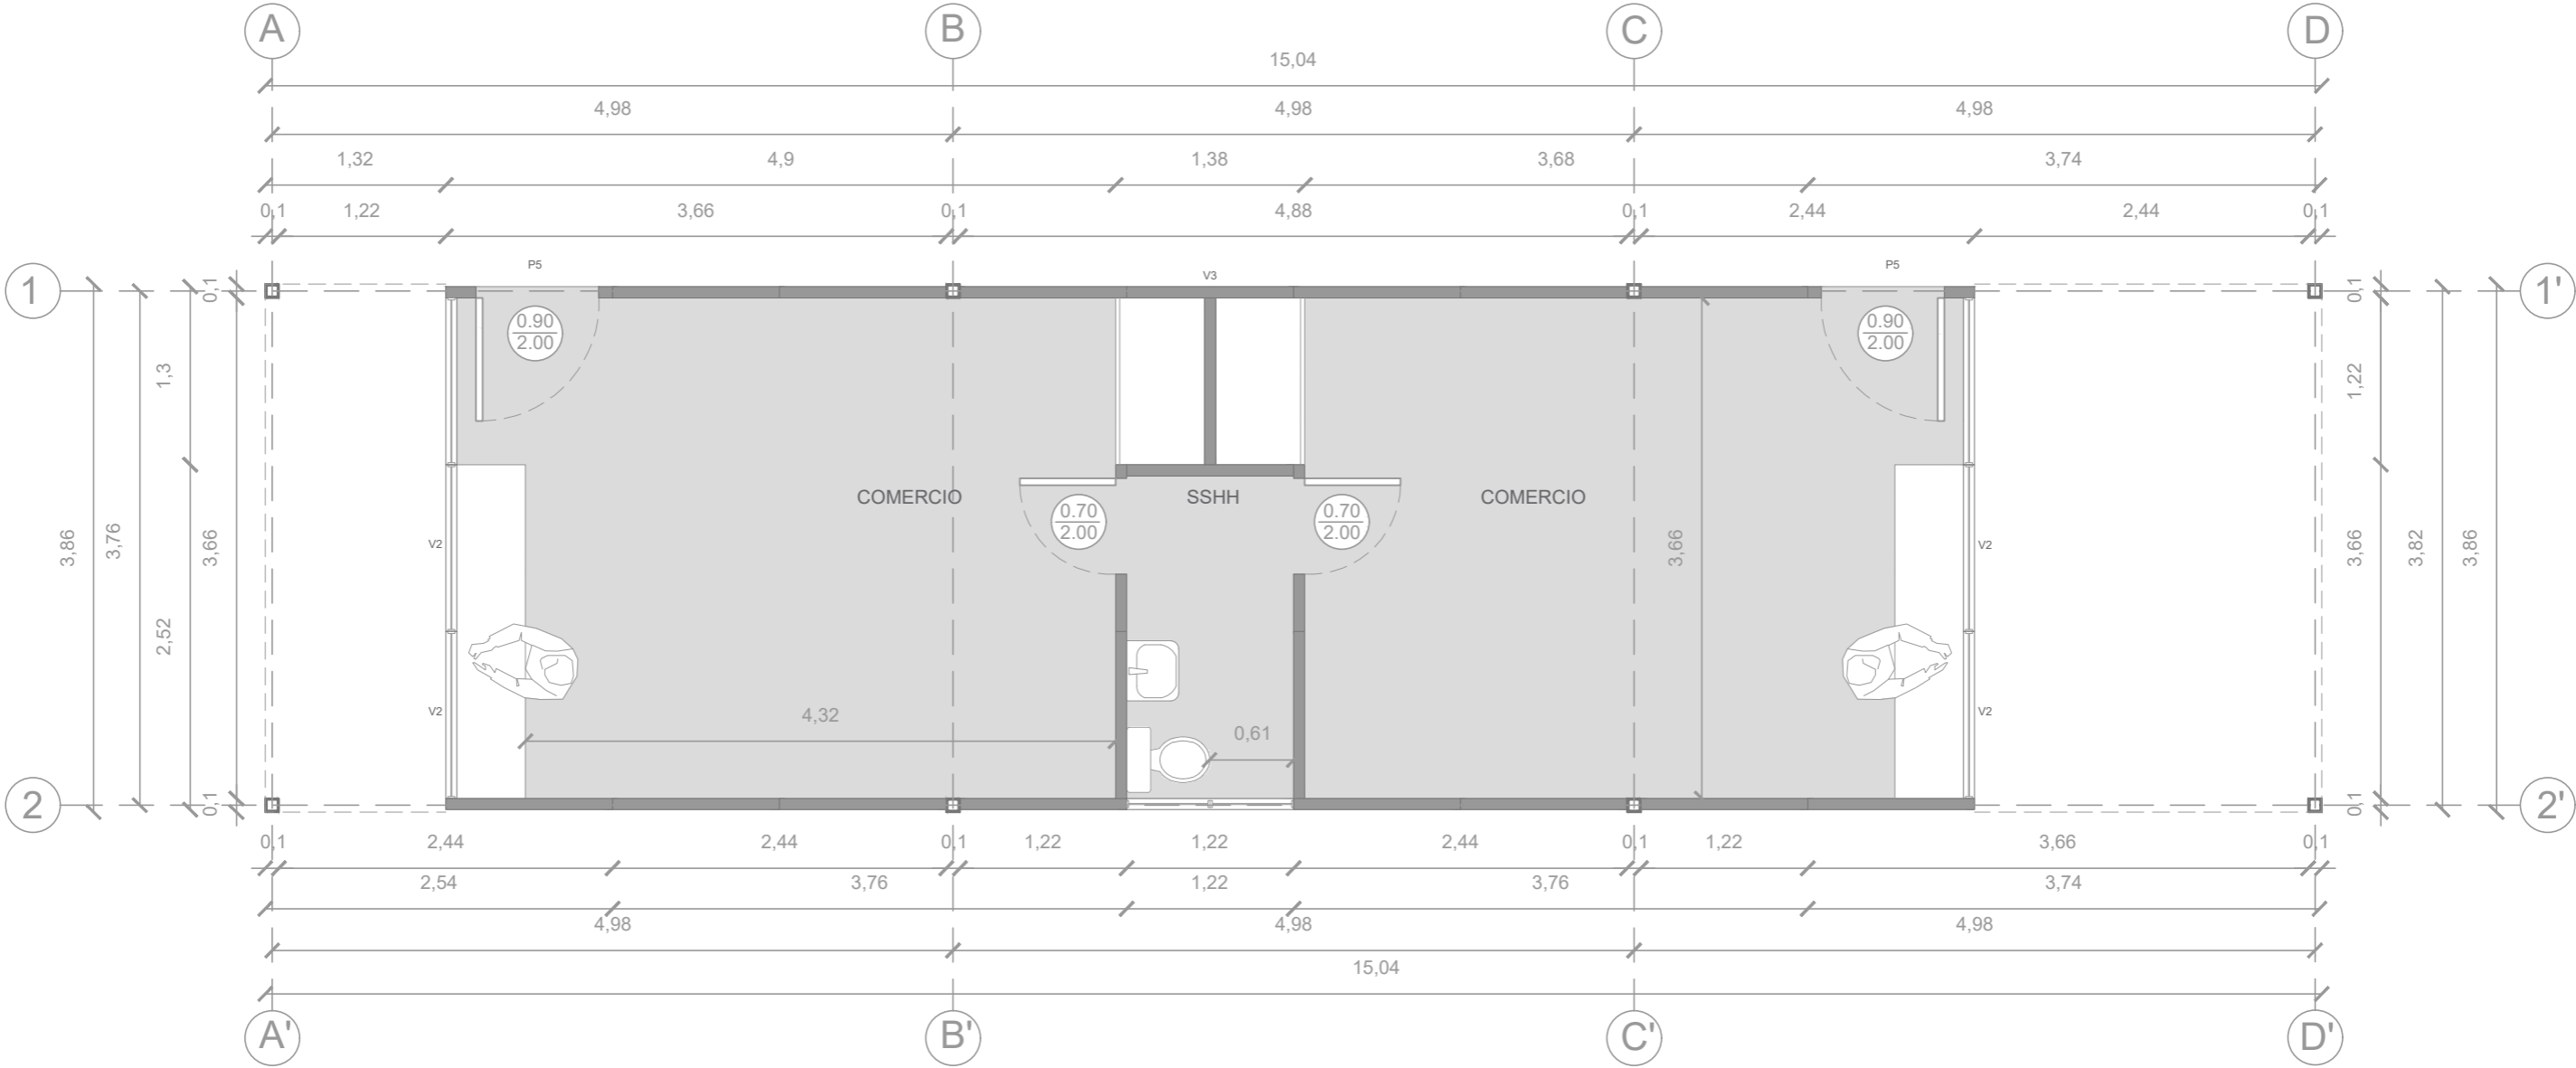 A B C D
15,04
4,98 4,98 4,98
1,32 4,9 1,38 3,68 3,74
0,1 1,22 3,66 0,1 4,88 0,1 2,44 2,44 0,1
P5 V3 P5
1 1'
0,1 0,1
0.90 0.90
2.00 2.00
1,3 1,22
COMERCIO SSHH COMERCIO
0.70 0.70
2.00 2.00
3,86 3,76 3,66 V2 3,66 V2 3,66 3,82 3,86
2,52
V2 4,32 0,61 V2
2 2'
0,1 0,1
0,1 2,44 2,44 0,1 1,22 1,22 2,44 0,1 1,22 3,66 0,1
2,54 3,76 1,22 3,76 3,74
4,98 4,98 4,98
15,04
A' B' C' D'